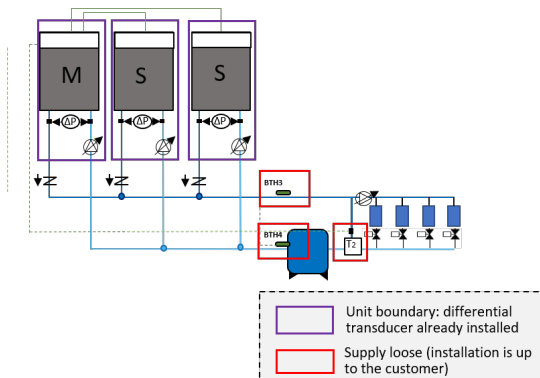 M
S
S
ΔP
ΔP
ΔP
BTH3
BTH4
T2
Unit boundary: differential
transducer already installed
Supply loose (installation is up
to the customer)